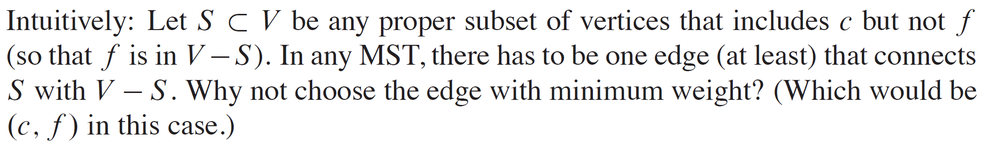 Intuitively: Let S ⊂ V be any proper subset of vertices that includes c but not f
(so that f is in V − S). In any MST, there has to be one edge (at least) that connects
S with V − S. Why not choose the edge with minimum weight? (Which would be
(c, f) in this case.)